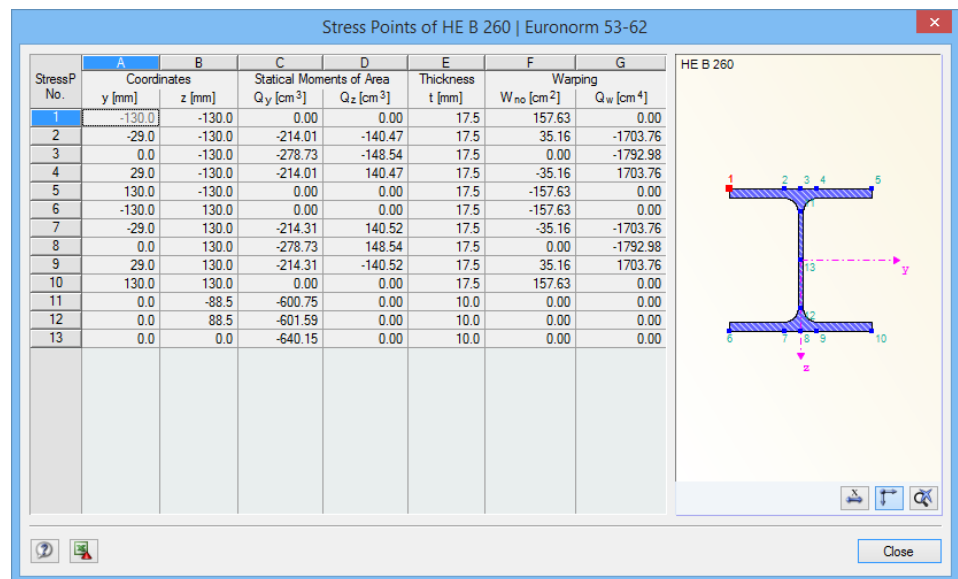 Stress Points of HE B 260 | Euronorm 53-62
A B C D E F G
StressP Coordinates Statical Moments of Area Thickness Warping
No. y [mm] z [mm] Q y [cm 3] Q z [cm 3] t [mm] W no [cm 2] Q w [cm 4]
1 -130.0 -130.0 0.00 0.00 17.5 157.63 0.00
2 -29.0 -130.0 -214.01 -140.47 17.5 35.16 -1703.76
3 0.0 -130.0 -278.73 -148.54 17.5 0.00 -1792.98
4 29.0 -130.0 -214.01 140.47 17.5 -35.16 1703.76
5 130.0 -130.0 0.00 0.00 17.5 -157.63 0.00
6 -130.0 130.0 0.00 0.00 17.5 -157.63 0.00
7 -29.0 130.0 -214.31 140.52 17.5 -35.16 -1703.76
8 0.0 130.0 -278.73 148.54 17.5 0.00 -1792.98
9 29.0 130.0 -214.31 -140.52 17.5 35.16 1703.76
10 130.0 130.0 0.00 0.00 17.5 157.63 0.00
11 0.0 -88.5 -600.75 0.00 10.0 0.00 0.00
12 0.0 88.5 -601.59 0.00 10.0 0.00 0.00
13 0.0 0.0 -640.15 0.00 10.0 0.00 0.00
HE B 260
1 2 3 4 5
13 y
12
6 7 8 9 10
z
x
Close